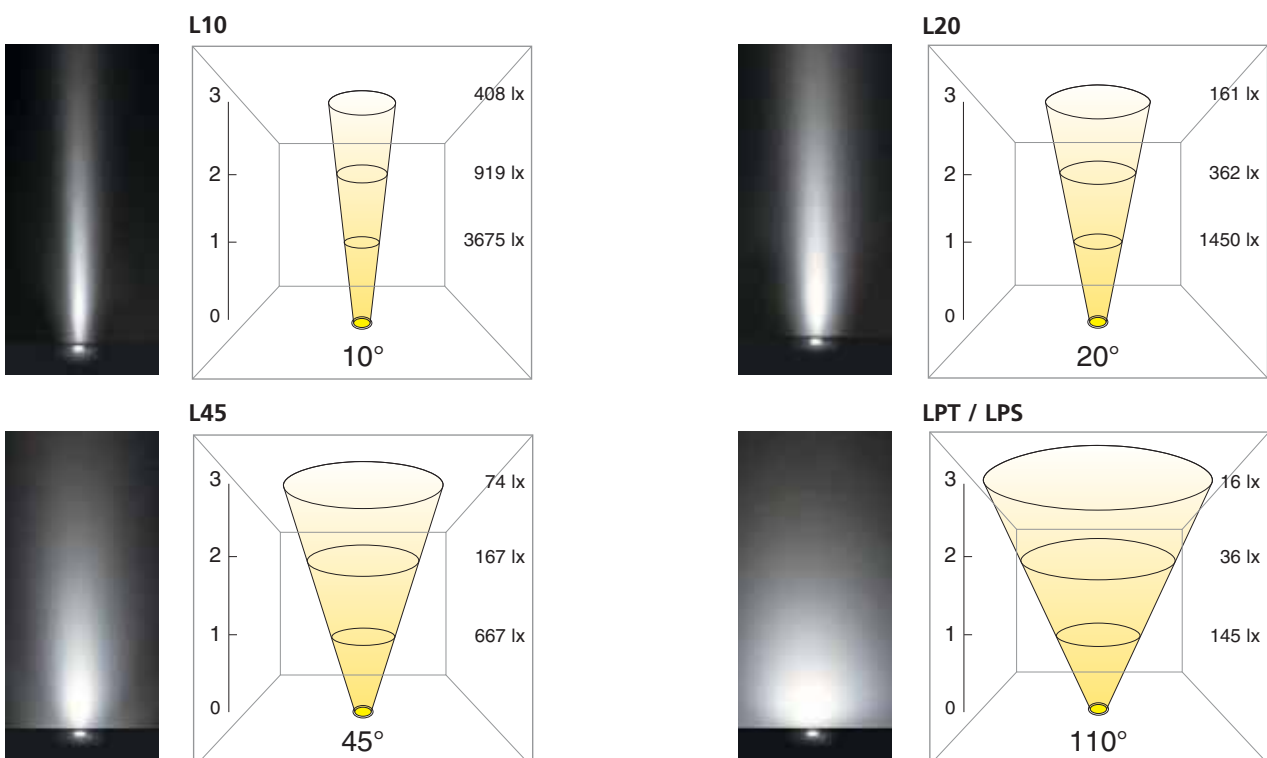 L10
3
408 lx
2
919 lx
1
3675 lx
0
10°
L20
3
161 lx
2
362 lx
1
1450 lx
0
20°
L45
3
74 lx
2
167 lx
1
667 lx
0
45°
LPT / LPS
3
16 lx
2
36 lx
1
145 lx
0
110°